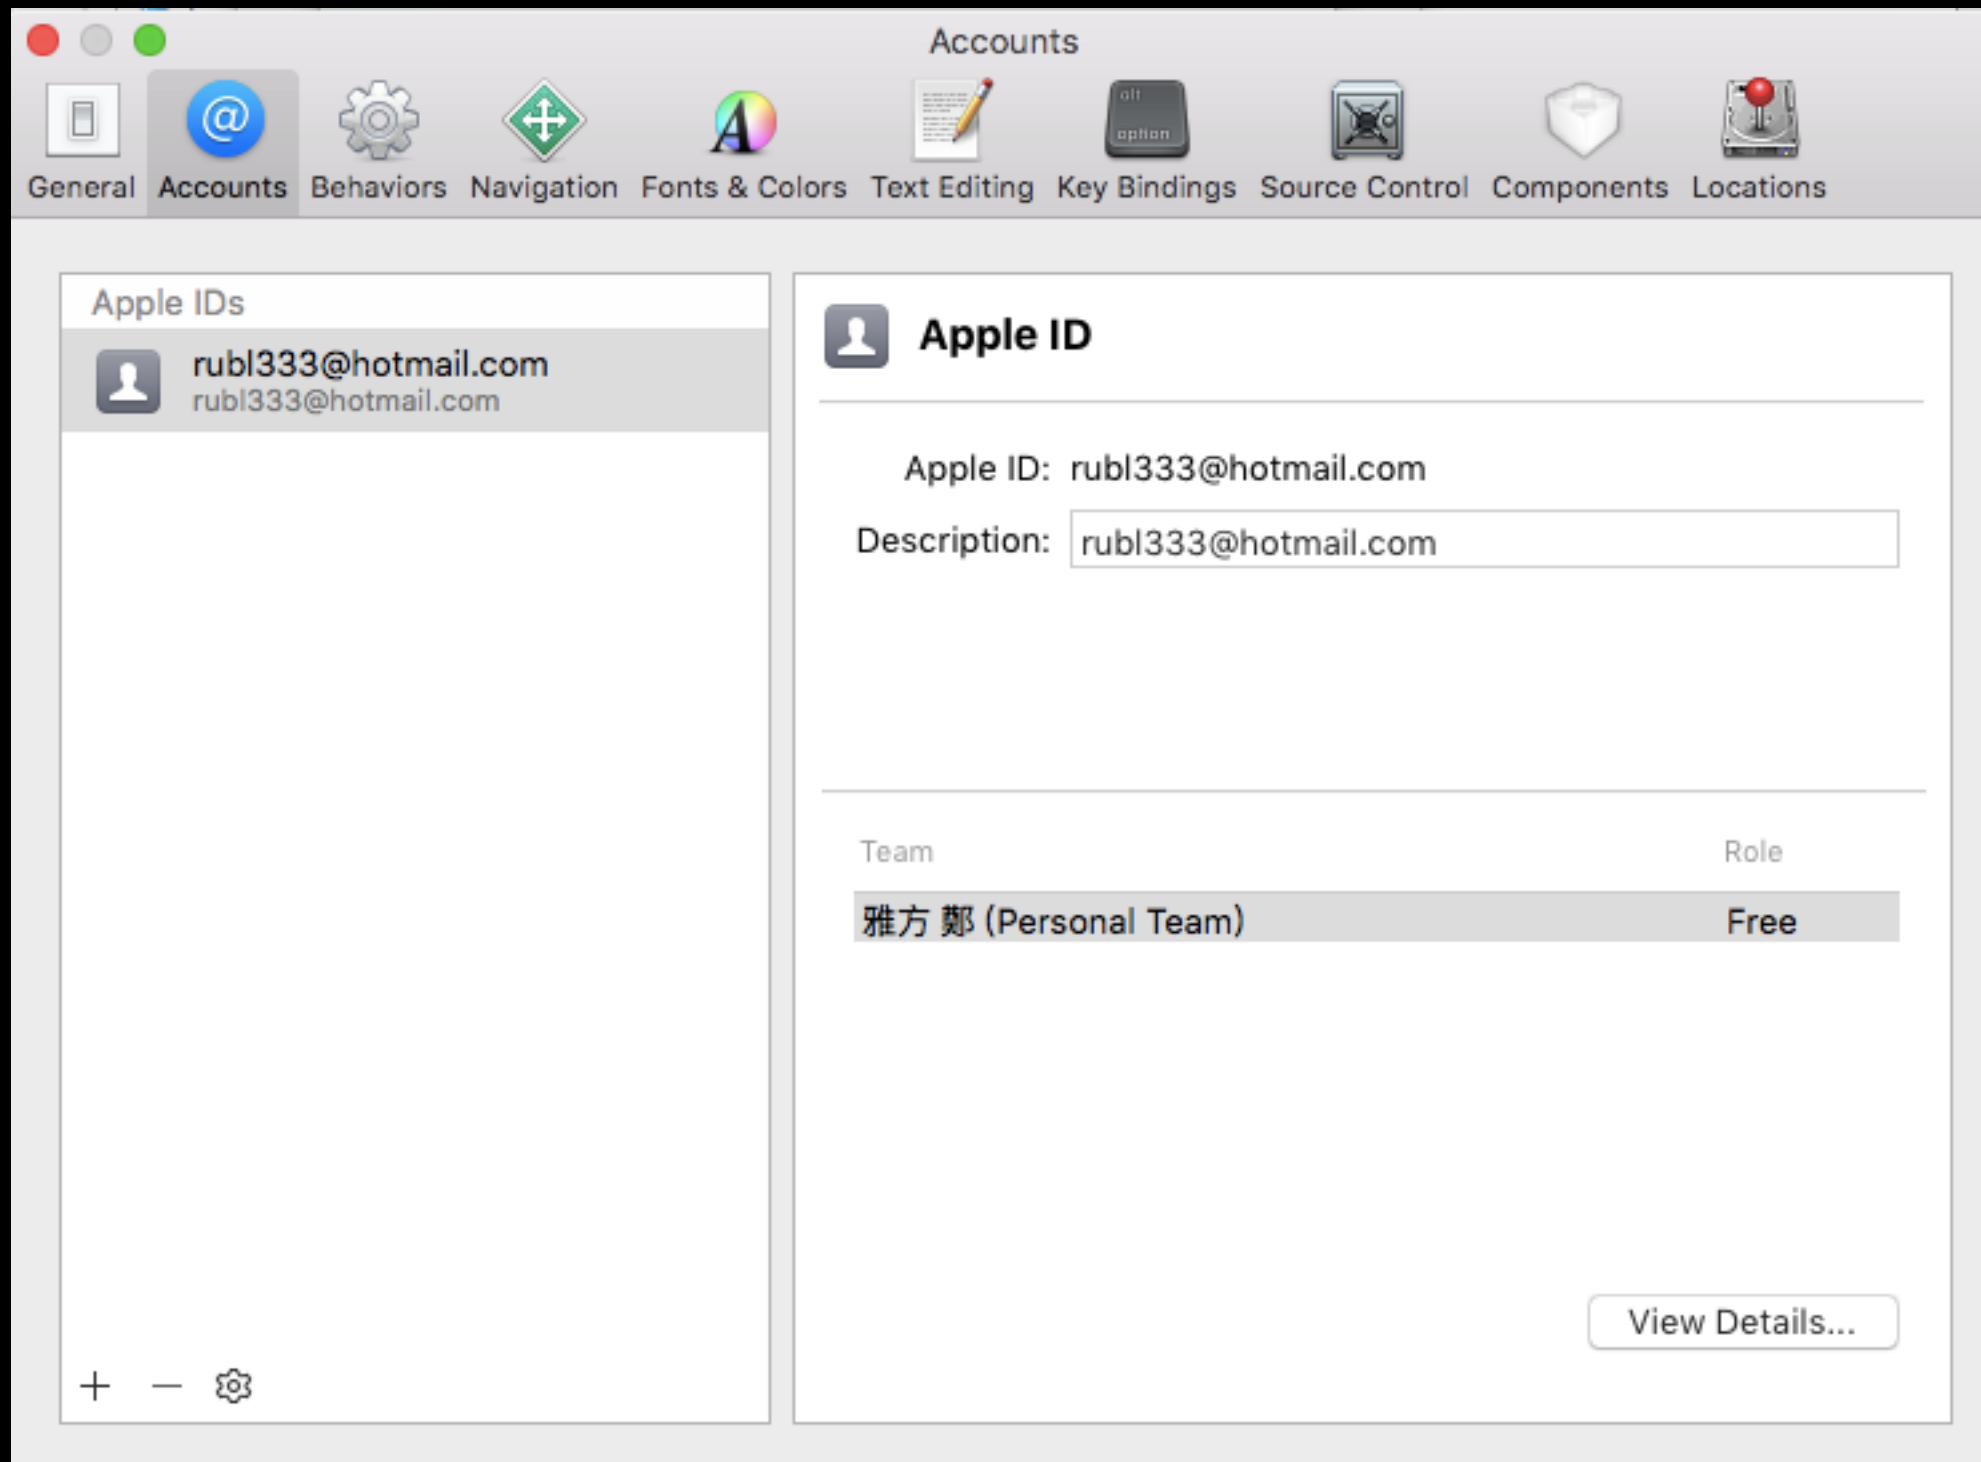 Accounts
alt
option
General Accounts Behaviors Navigation Fonts & Colors Text Editing Key Bindings Source Control Components Locations
Apple IDs
rubl333@hotmail.com
rubl333@hotmail.com
Apple ID
Apple ID: rubl333@hotmail.com
Description: rubl333@hotmail.com
Team Role
雅方 鄭 (Personal Team) Free
View Details...